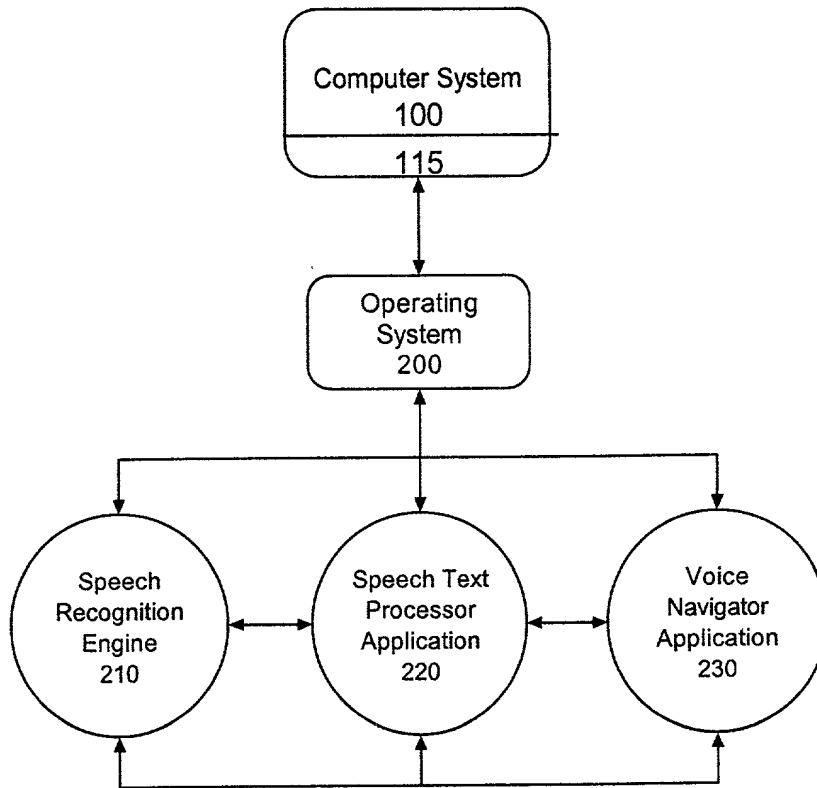 Computer System
100
115
Operating
System
200
Speech
Recognition
Engine
210
Speech Text
Processor
Application
220
Voice
Navigator
Application
230